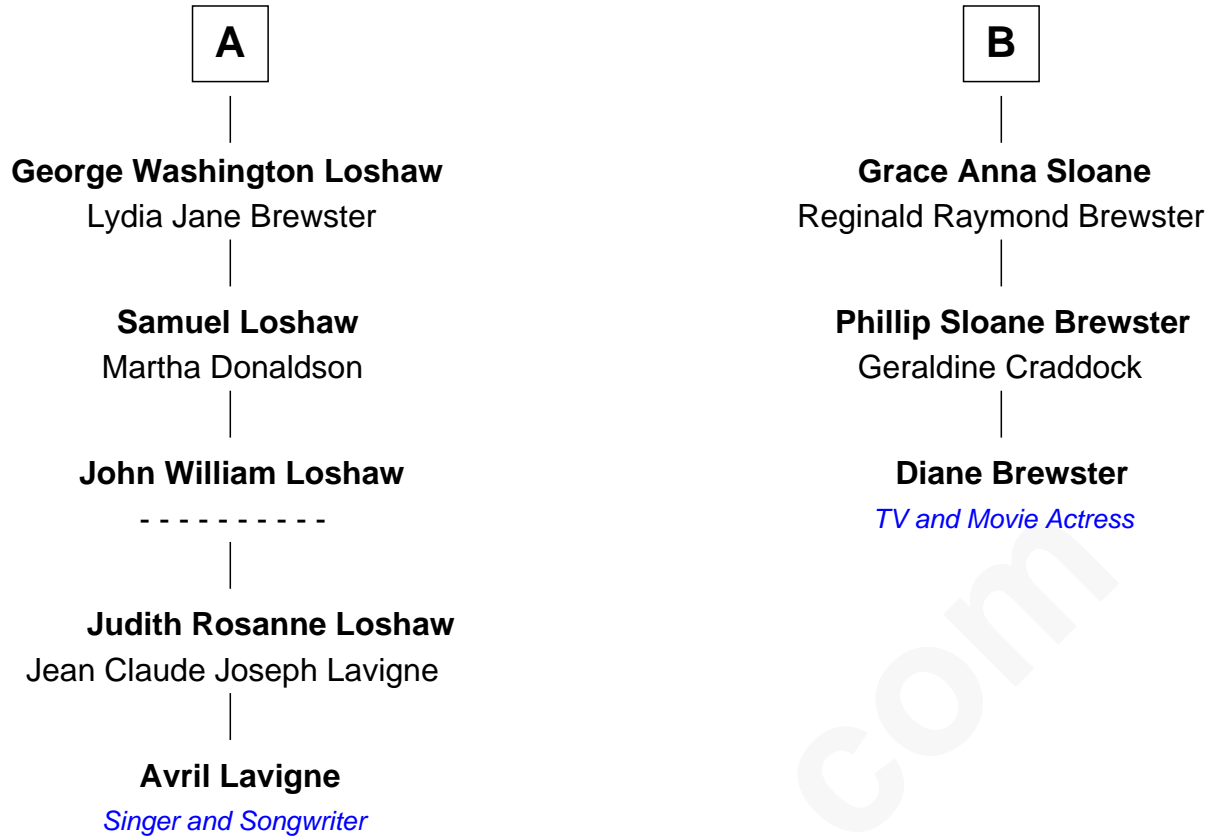 A
George Washington Loshaw
Lydia Jane Brewster
Samuel Loshaw
Martha Donaldson
John William Loshaw
- - - - - - - - - -
Judith Rosanne Loshaw
Jean Claude Joseph Lavigne
Avril Lavigne
Singer and Songwriter
B
Grace Anna Sloane
Reginald Raymond Brewster
Phillip Sloane Brewster
Geraldine Craddock
Diane Brewster
TV and Movie Actress
com